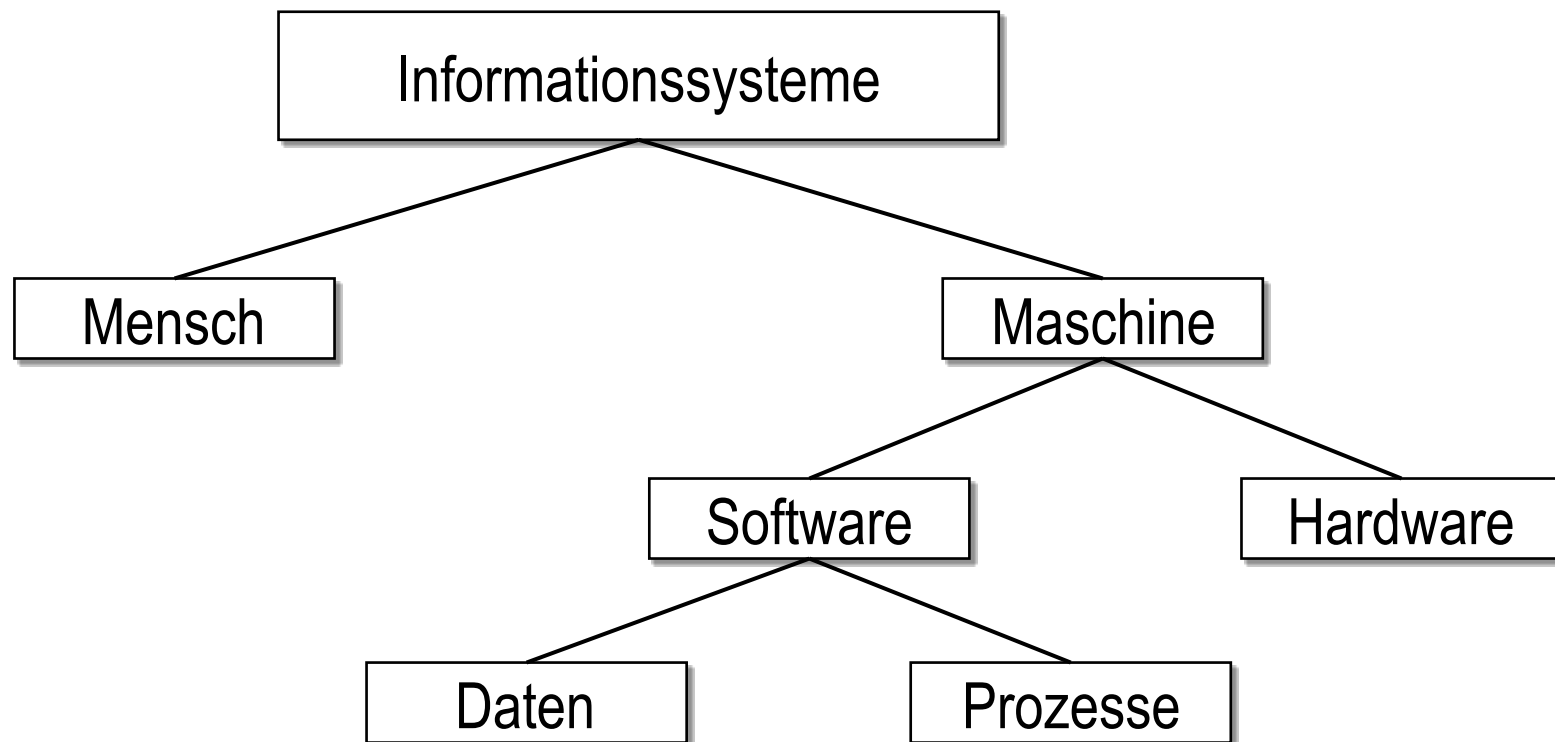 Informationssysteme
Mensch
Maschine
Software
Hardware
Daten
Prozesse